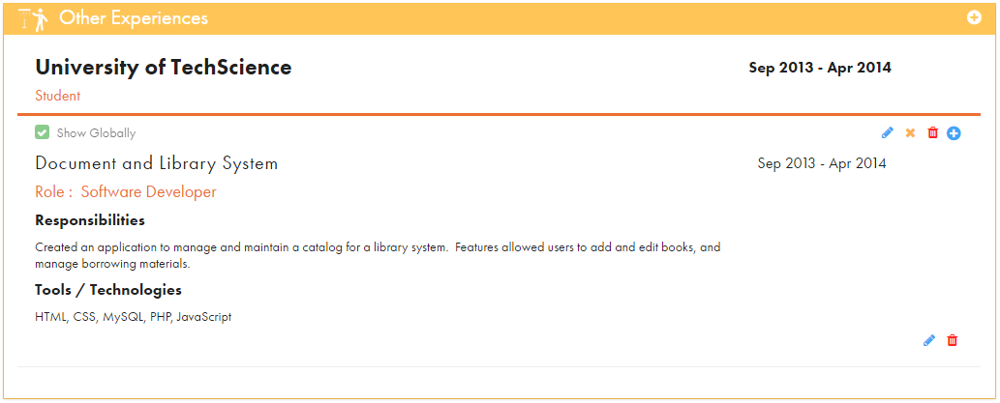 Other Experiences
University of TechScience
Sep 2013 - Apr 2014
Student
Show Globally
Document and Library System
Sep 2013 - Apr 2014
Role : Software Developer
Responsibilities
Created an application to manage and maintain a catalog for a library system. Features allowed users to add and edit books, and
manage borrowing materials.
Tools / Technologies
HTML, CSS, MySQL, PHP, JavaScript